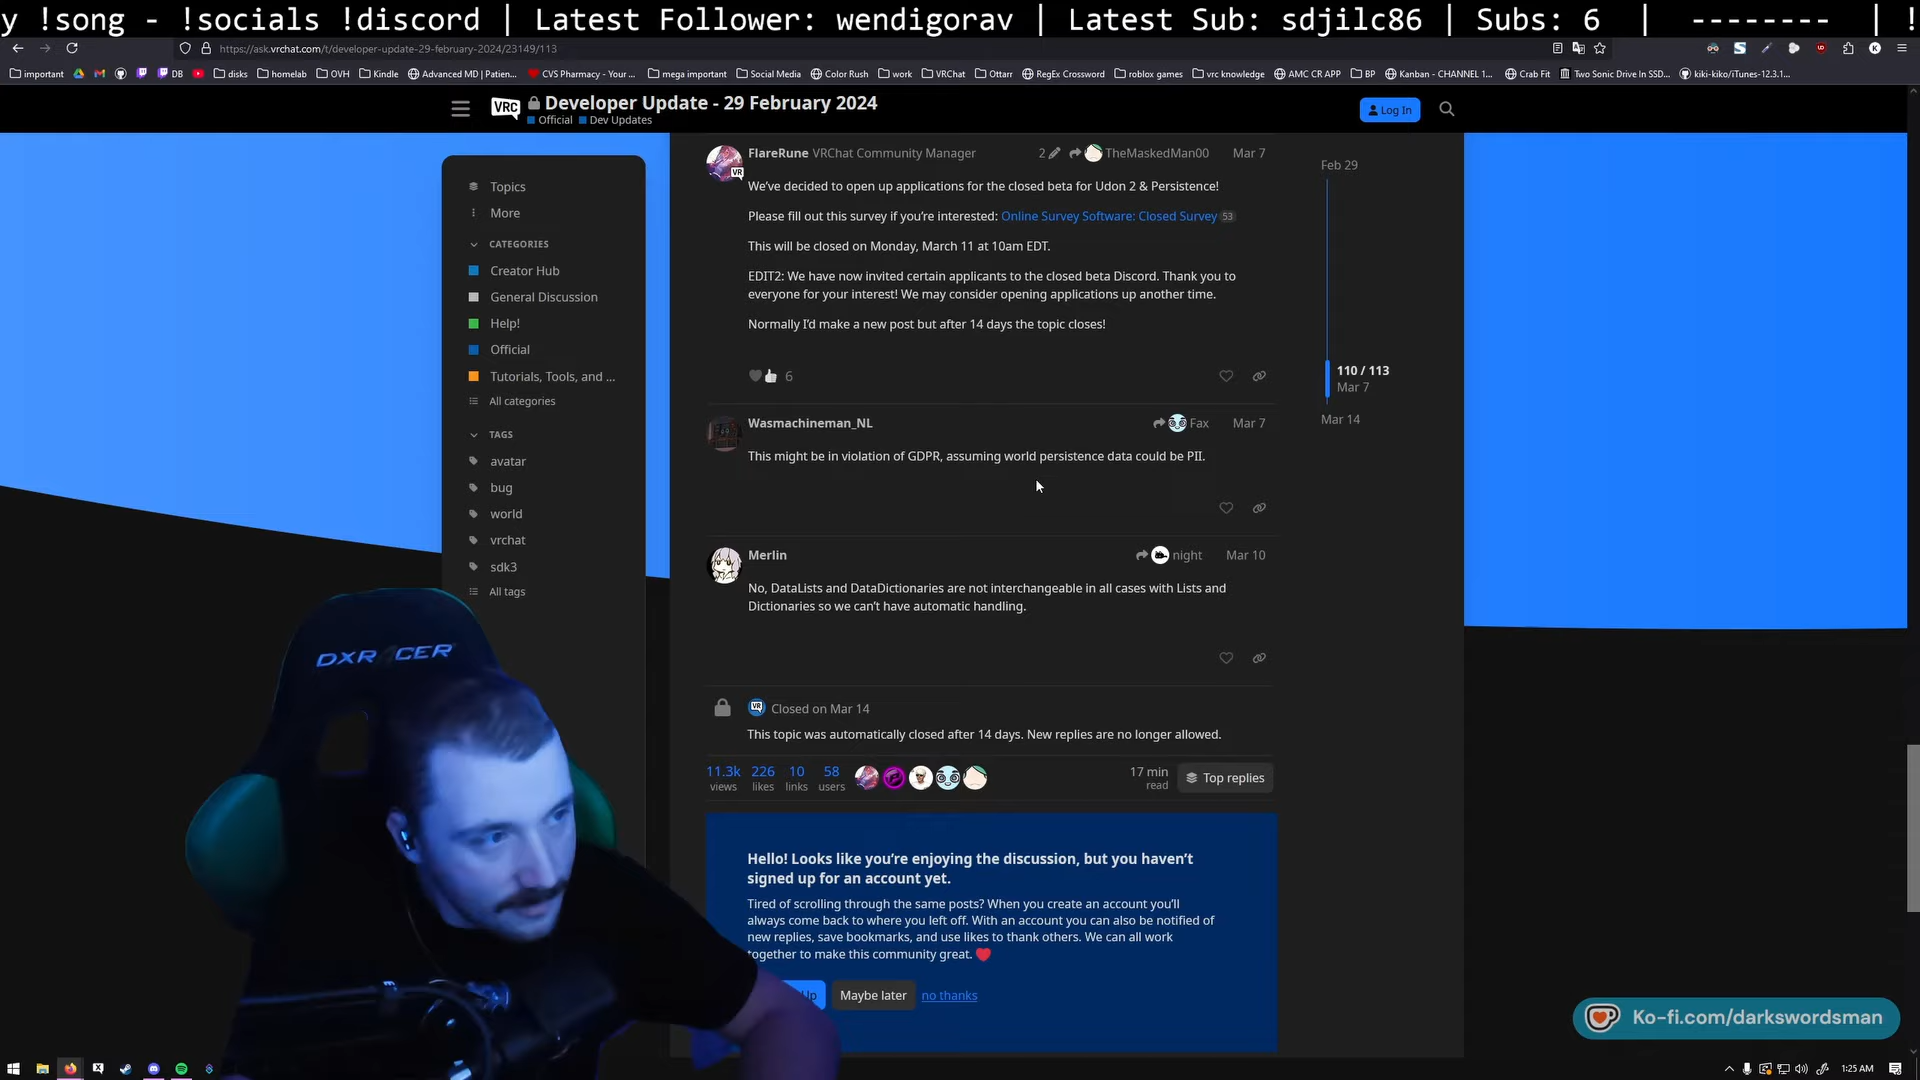 y !song - !socials !discord | Latest Follower: wendigorav | Latest Sub: sdjilc86 | Subs: 6 | -------- | !
https://ask.vrchat.com/t/developer-update-29-february-2024/23149/113
important M DB disks homelab OVH Kindle Advanced MD | Patien... CVS Pharmacy - Your ... mega important Social Media Color Rush work VRChat Ottarr RegEx Crossword roblox games vrc knowledge AMC CR APP BP Kanban - CHANNEL 1... Crab Fit Two Sonic Drive In SSD... kiki-kiko/iTunes-12.3.1...
VRC Developer Update - 29 February 2024
Official Dev Updates
Log In
Topics
More
CATEGORIES
Creator Hub
General Discussion
Help!
Official
Tutorials, Tools, and ...
All categories
TAGS
avatar
bug
world
vrchat
sdk3
All tags
FlareRune VRChat Community Manager 2 TheMaskedMan00 Mar 7
We've decided to open up applications for the closed beta for Udon 2 & Persistence!
Please fill out this survey if you're interested: Online Survey Software: Closed Survey 53
This will be closed on Monday, March 11 at 10am EDT.
EDIT2: We have now invited certain applicants to the closed beta Discord. Thank you to
everyone for your interest! We may consider opening applications up another time.
Normally I'd make a new post but after 14 days the topic closes!
6
Wasmachineman_NL Fax Mar 7
This might be in violation of GDPR, assuming world persistence data could be PII.
Merlin night Mar 10
No, DataLists and DataDictionaries are not interchangeable in all cases with Lists and
Dictionaries so we can't have automatic handling.
Closed on Mar 14
This topic was automatically closed after 14 days. New replies are no longer allowed.
11.3k 226 10 58 17 min
views likes links users read
Top replies
Feb 29
110 / 113
Mar 7
Mar 14
Hello! Looks like you're enjoying the discussion, but you haven't
signed up for an account yet.
Tired of scrolling through the same posts? When you create an account you'll
always come back to where you left off. With an account you can also be notified of
new replies, save bookmarks, and use likes to thank others. We can all work
together to make this community great.
Up Maybe later no thanks
DXRACER
Ko-fi.com/darkswordsman
1:25 AM